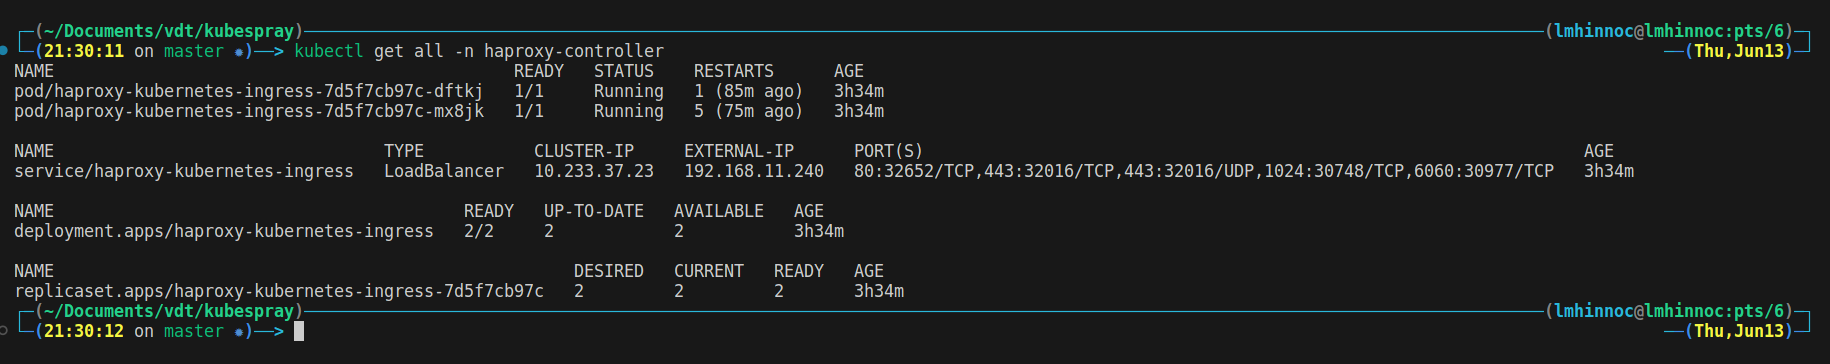 ┌─(~/Documents/vdt/kubespray)──(lmhinnoc@lmhinnoc:pts/6)─┐
└─(21:30:11 on master ✹)──> kubectl get all -n haproxy-controller ──(Thu,Jun13)─┘
NAME READY STATUS RESTARTS AGE
pod/haproxy-kubernetes-ingress-7d5f7cb97c-dftkj 1/1 Running 1 (85m ago) 3h34m
pod/haproxy-kubernetes-ingress-7d5f7cb97c-mx8jk 1/1 Running 5 (75m ago) 3h34m
NAME TYPE CLUSTER-IP EXTERNAL-IP PORT(S) AGE
service/haproxy-kubernetes-ingress LoadBalancer 10.233.37.23 192.168.11.240 80:32652/TCP,443:32016/TCP,443:32016/UDP,1024:30748/TCP,6060:30977/TCP 3h34m
NAME READY UP-TO-DATE AVAILABLE AGE
deployment.apps/haproxy-kubernetes-ingress 2/2 2 2 3h34m
NAME DESIRED CURRENT READY AGE
replicaset.apps/haproxy-kubernetes-ingress-7d5f7cb97c 2 2 2 3h34m
┌─(~/Documents/vdt/kubespray)──(lmhinnoc@lmhinnoc:pts/6)─┐
└─(21:30:12 on master ✹)──> ──(Thu,Jun13)─┘